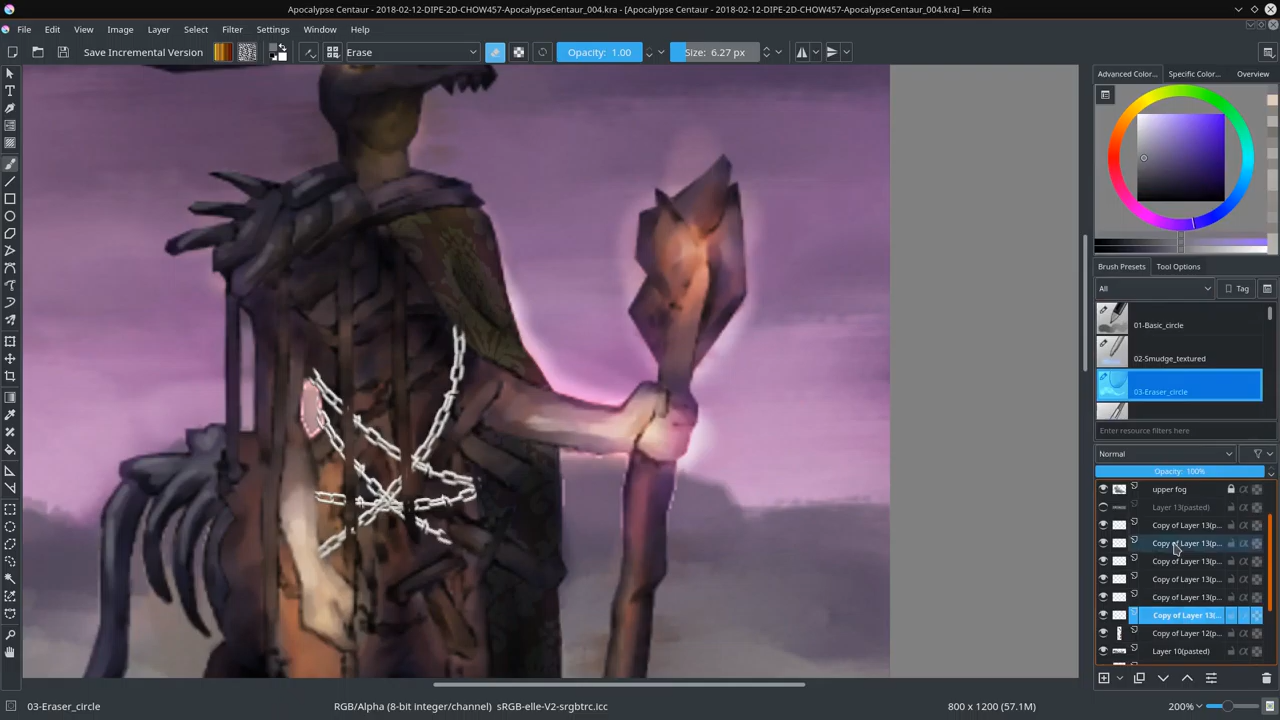 Apocalypse Centaur - 2018-02-12-DIPE-2D-CHOW457-ApocalypseCentaur_004.kra - [Apocalypse Centaur - 2018-02-12-DIPE-2D-CHOW457-ApocalypseCentaur_004.kra] — Krita
File Edit View Image Layer Select Filter Settings Window Help
Save Incremental Version Erase Opacity: 1.00 Size: 6.27 px
Advanced Color... Specific Color... Overview
Brush Presets Tool Options
All Tag
01-Basic_circle
02-Smudge_textured
03-Eraser_circle
Enter resource filters here
Normal
Opacity: 100%
upper fog
Layer 13(pasted)
Copy of Layer 13(p...
Copy of Layer 13(p...
Copy of Layer 13(p...
Copy of Layer 13(p...
Copy of Layer 13(p...
Copy of Layer 13(...
Copy of Layer 12(p...
Layer 10(pasted)
03-Eraser_circle RGB/Alpha (8-bit integer/channel) sRGB-elle-V2-srgbtrc.icc 800 x 1200 (57.1M) 200%